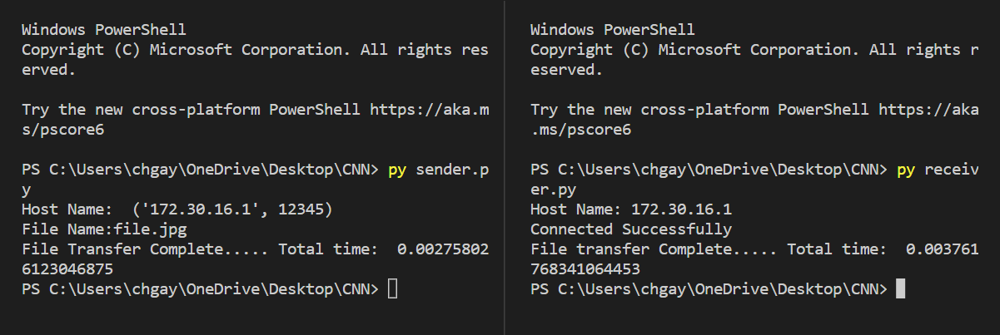 Windows PowerShell
Copyright (C) Microsoft Corporation. All rights res
erved.
Try the new cross-platform PowerShell https://aka.m
s/pscore6
PS C:\Users\chgay\OneDrive\Desktop\CNN> py sender.p
y
Host Name:  ('172.30.16.1', 12345)
File Name:file.jpg
File Transfer Complete..... Total time:  0.00275802
6123046875
PS C:\Users\chgay\OneDrive\Desktop\CNN>
Windows PowerShell
Copyright (C) Microsoft Corporation. All rights r
eserved.
Try the new cross-platform PowerShell https://aka
.ms/pscore6
PS C:\Users\chgay\OneDrive\Desktop\CNN> py receiv
er.py
Host Name: 172.30.16.1
Connected Successfully
File transfer Complete..... Total time:  0.003761
768341064453
PS C:\Users\chgay\OneDrive\Desktop\CNN>